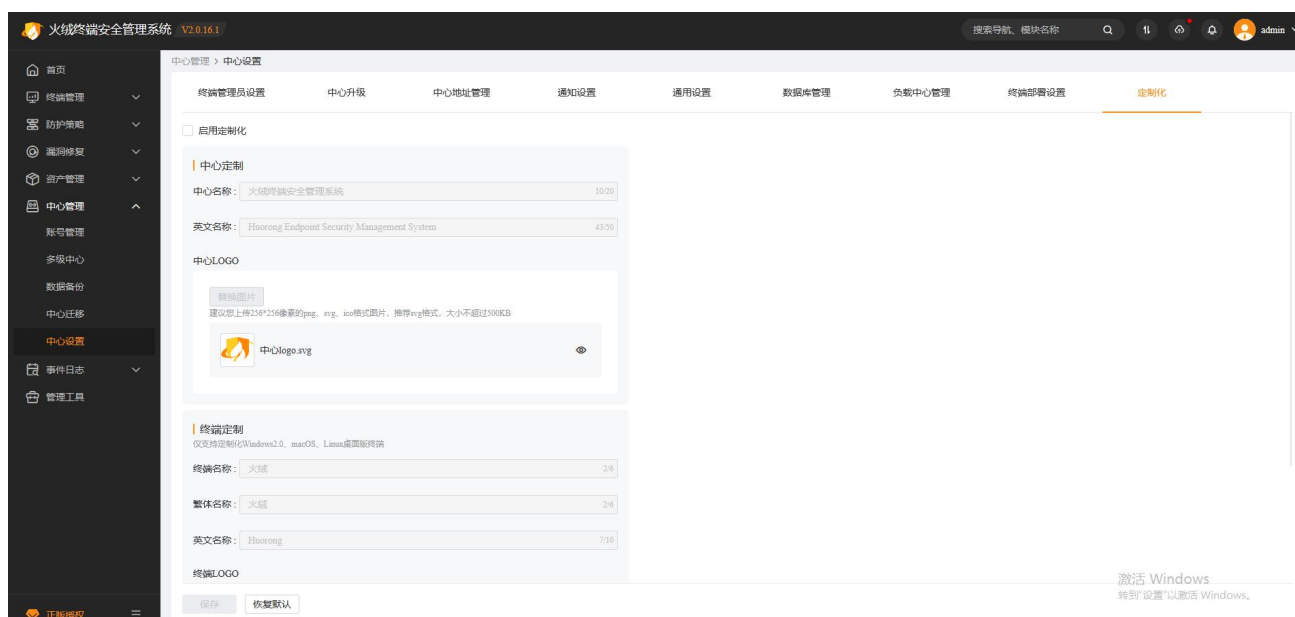 火绒终端安全管理系统 V2.0.16.1
搜索导航、模块名称
admin
首页
终端管理
防护策略
漏洞修复
资产管理
中心管理
账号管理
多级中心
数据备份
中心迁移
中心设置
事件日志
管理工具
正版授权
中心管理 > 中心设置
终端管理员设置 中心升级 中心地址管理 通知设置 通用设置 数据库管理 负载中心管理 终端部署设置 定制化
启用定制化
中心定制
中心名称： 火绒终端安全管理系统 10/20
英文名称： Huorong Endpoint Security Management System 43/50
中心LOGO
替换图片
建议您上传256*256像素的png、svg、ico格式图片，推荐svg格式，大小不超过500KB
中心logo.svg
终端定制
仅支持定制化Windows2.0、macOS、Linux桌面版终端
终端名称： 火绒 2/6
繁体名称： 火絨 2/6
英文名称： Huorong 7/10
终端LOGO
保存 恢复默认
激活 Windows
转到"设置"以激活 Windows。